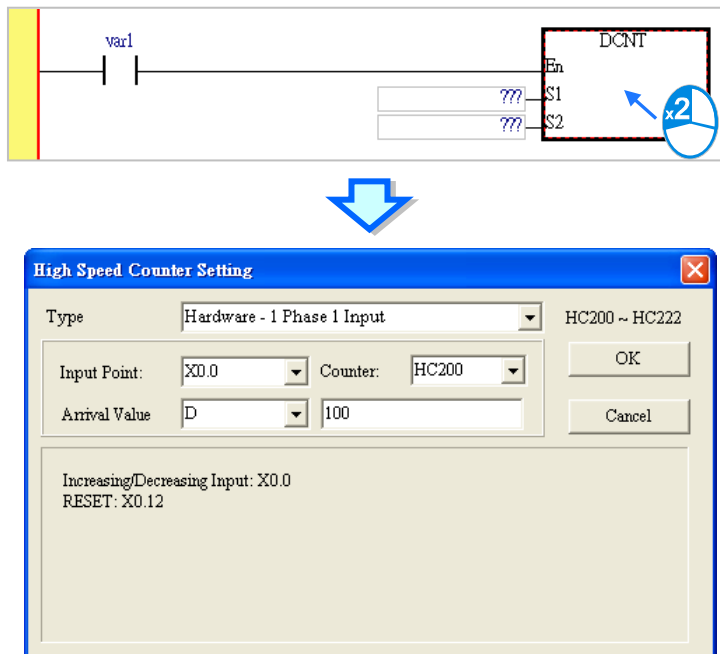 var1
DCNT
En
??? S1
??? S2
x2
High Speed Counter Setting
Type Hardware - 1 Phase 1 Input HC200 ~ HC222
Input Point: X0.0 Counter: HC200 OK
Arrival Value D 100 Cancel
Increasing/Decreasing Input: X0.0
RESET: X0.12